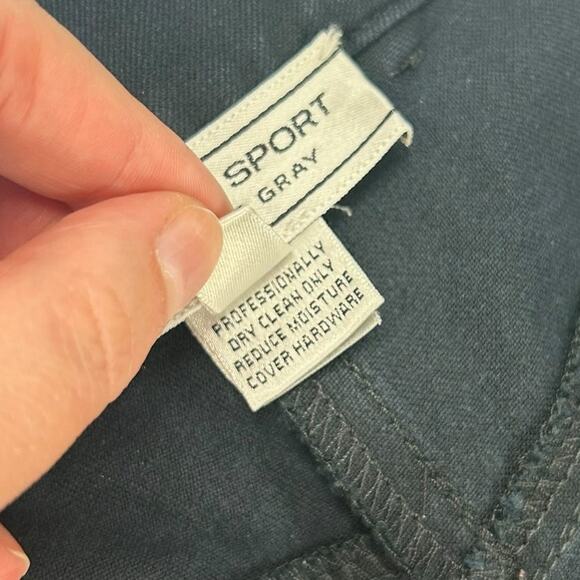 SPORT
GRAY
PROFESSIONALLY
DRY CLEAN ONLY
REDUCE MOISTURE
COVER HARDWARE